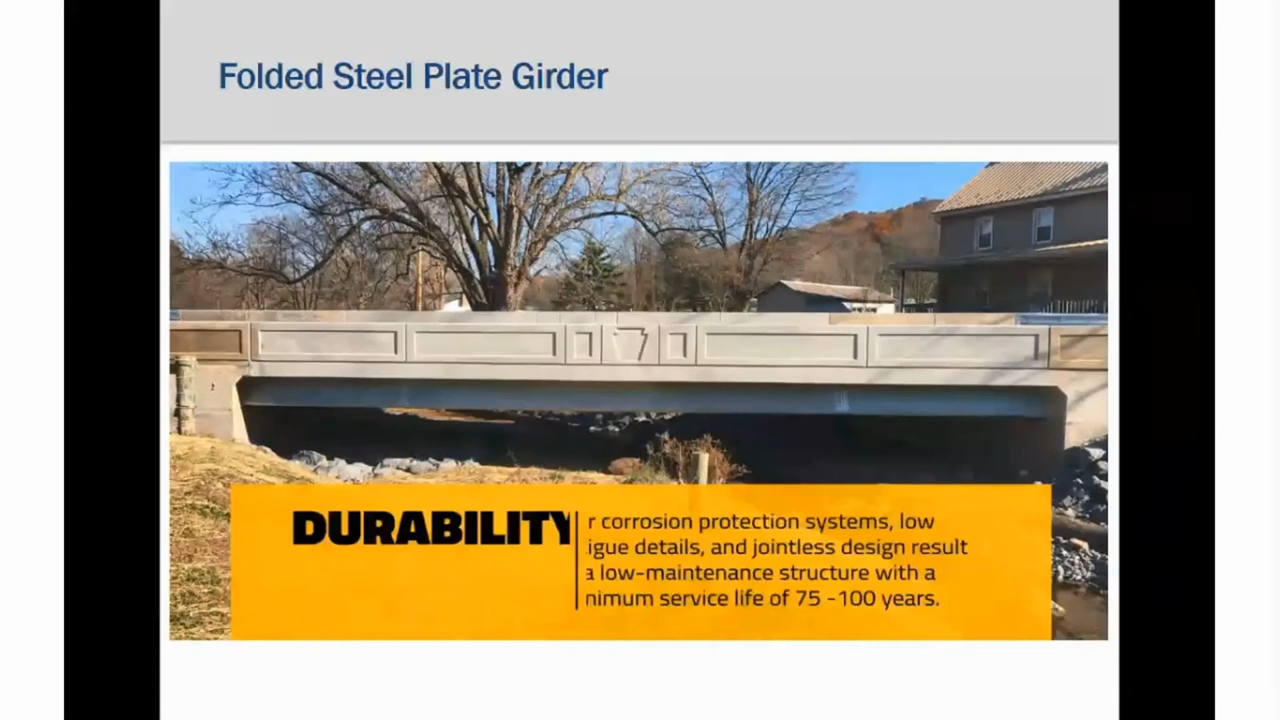 Folded Steel Plate Girder
DURABILITY
r corrosion protection systems, low
igue details, and jointless design result
a low-maintenance structure with a
nimum service life of 75 -100 years.